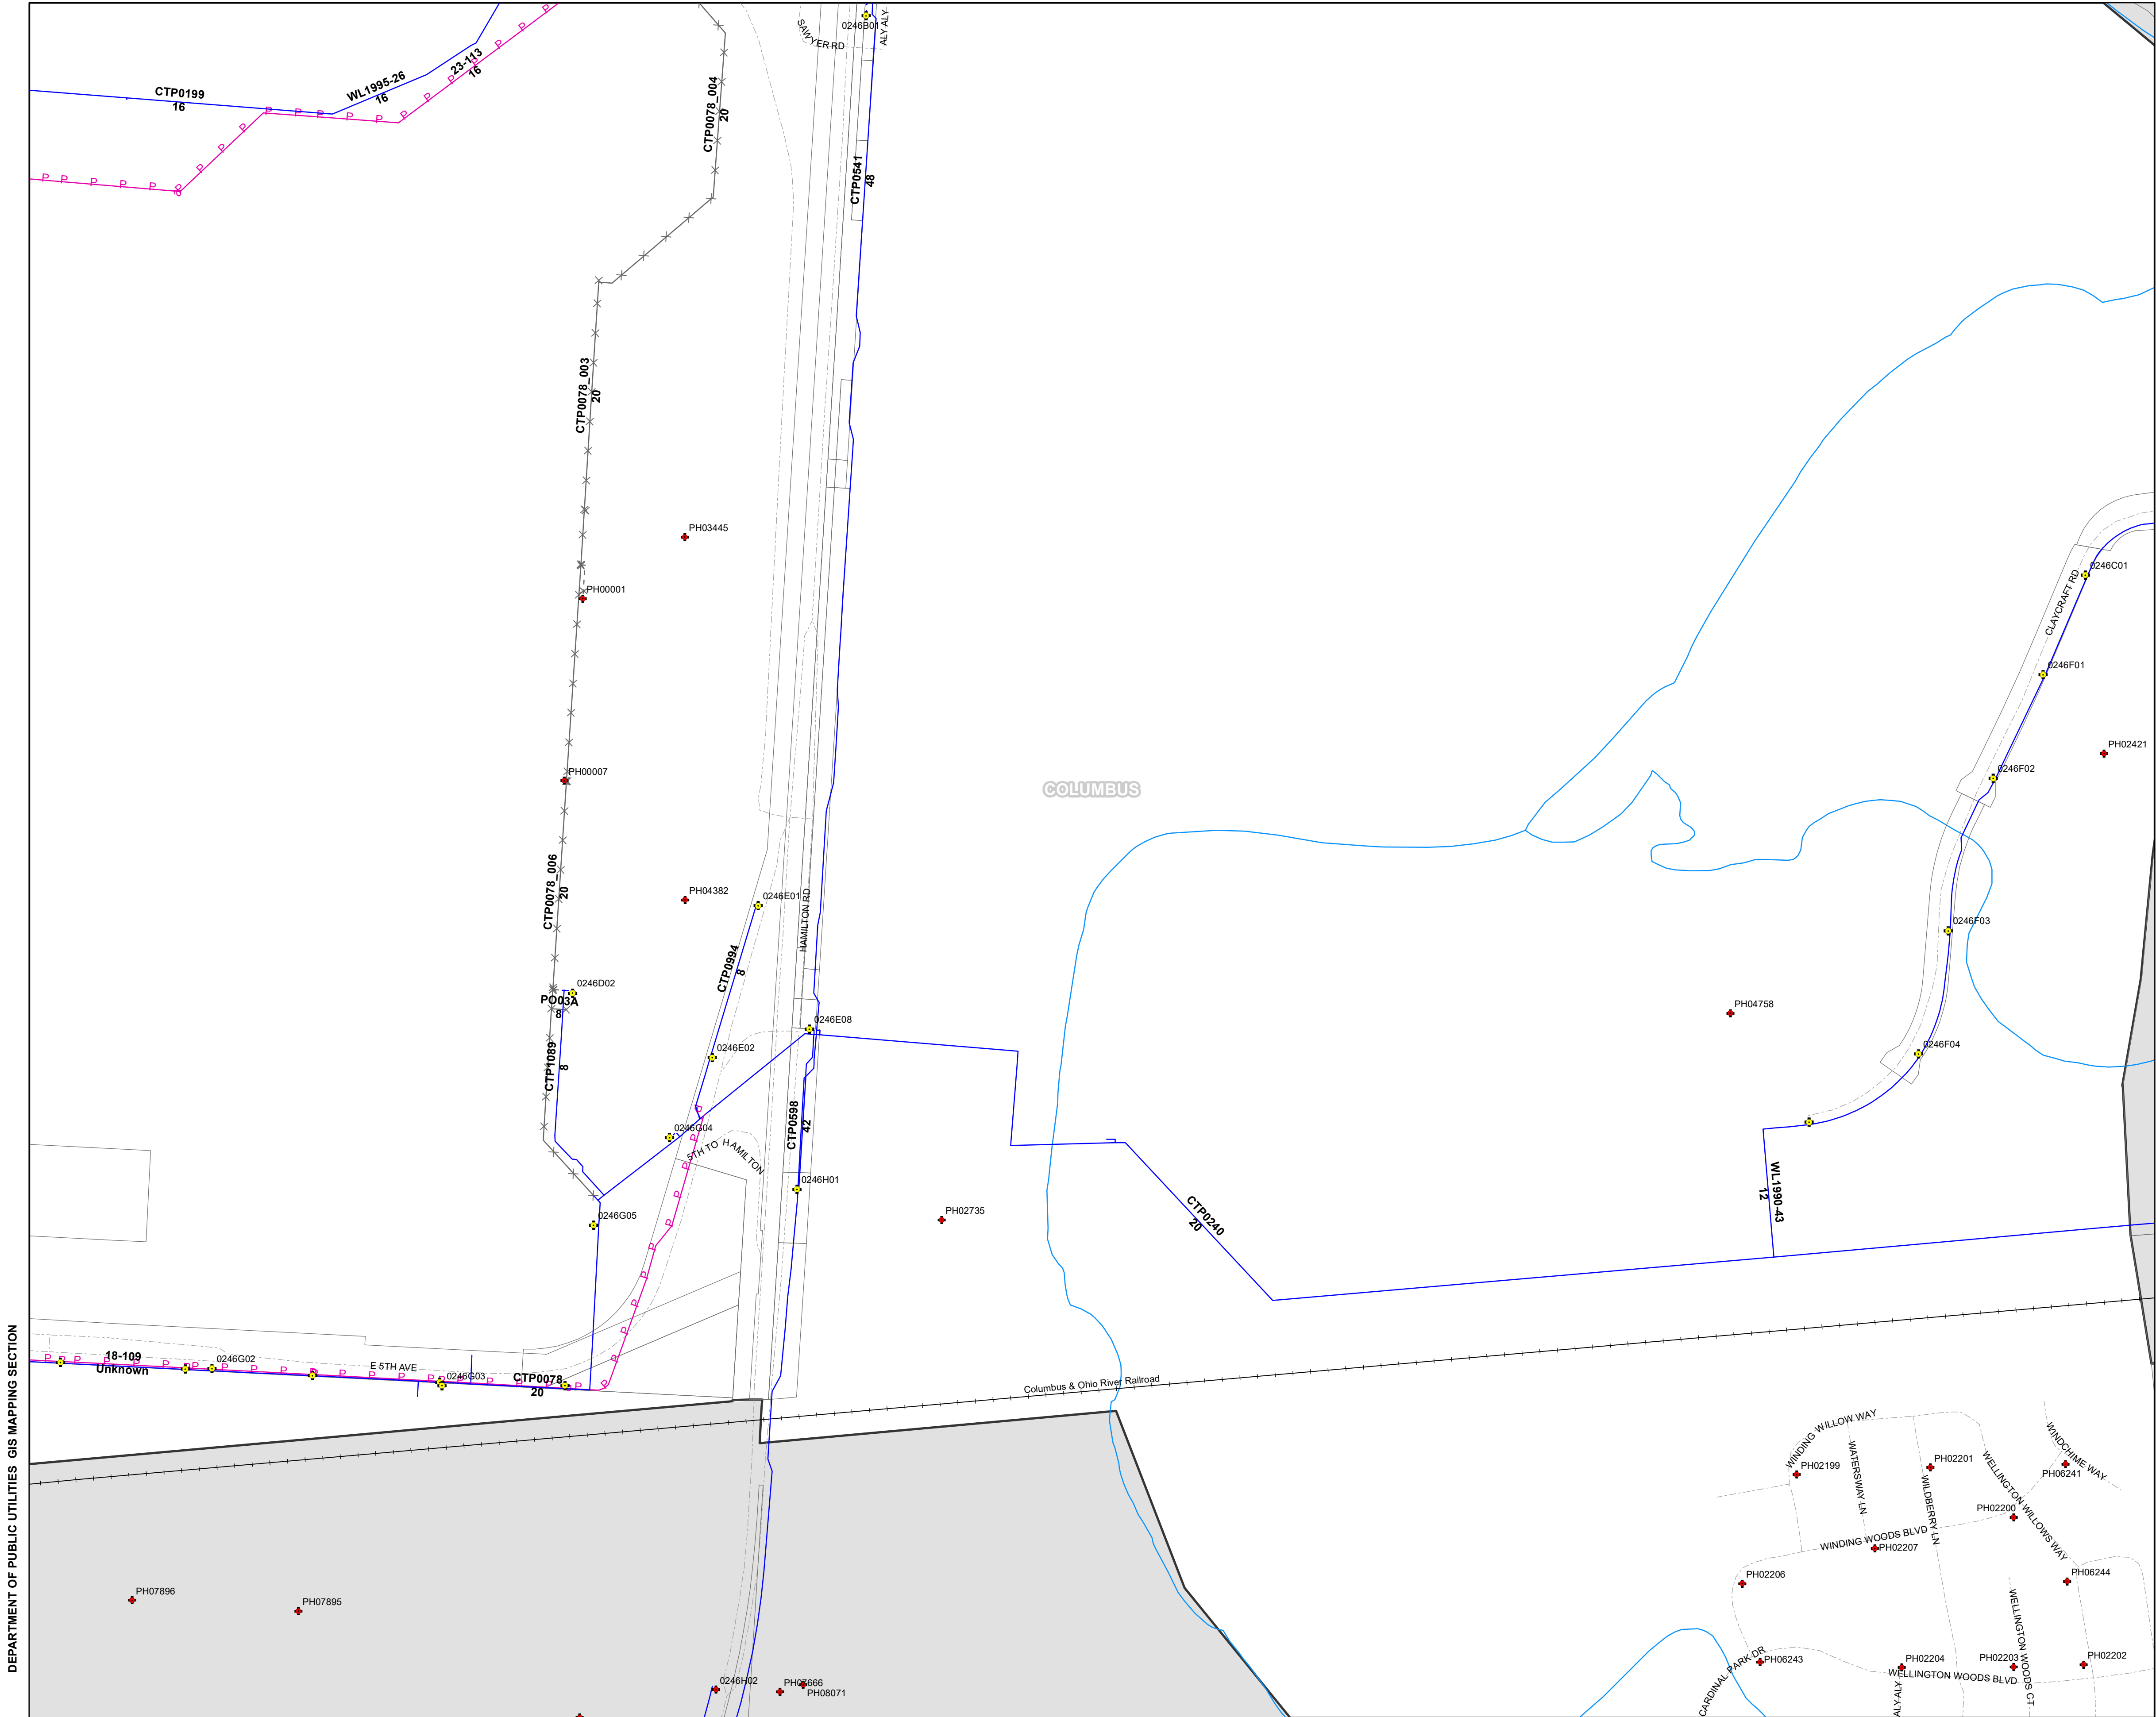 0246B01
SAWYER RD
ALY ALY
CTP0199
16
WL1995-26
16
23-113
16
CTP0078_004
20
CTP0541
48
CTP0078_003
20
PH03445
PH00001
0246C01
CLAYCRAFT RD
0246F01
PH02421
PH00007
0246F02
COLUMBUS
CTP0078_006
20
PH04382
0246E01
HAMILTON RD
0246F03
CTP0994
8
0246D02
PO03A
8
PH04758
0246E08
0246E02
0246F04
CTP1089
8
CTP0598
42
0246G04
5TH TO HAMILTON
0246H01
WL1990-43
12
0246G05
PH02735
CTP0240
20
18-109
Unknown
0246G02
E 5TH AVE
0246G03
CTP0078
20
Columbus & Ohio River Railroad
WINDING WILLOW WAY
WATERSWAY LN
WILDBERRY LN
WELLINGTON WILLOWS WAY
WINDCHIME WAY
PH02199
PH02201
PH06241
PH02200
WINDING WOODS BLVD
PH02207
PH02206
PH06244
WELLINGTON WOODS CT
PH07896
PH07895
CARDINAL PARK DR
PH06243
PH02204
PH02203
PH02202
WELLINGTON WOODS BLVD
ALY ALY
0246H02
PH08071
DEPARTMENT OF PUBLIC UTILITIES GIS MAPPING SECTION